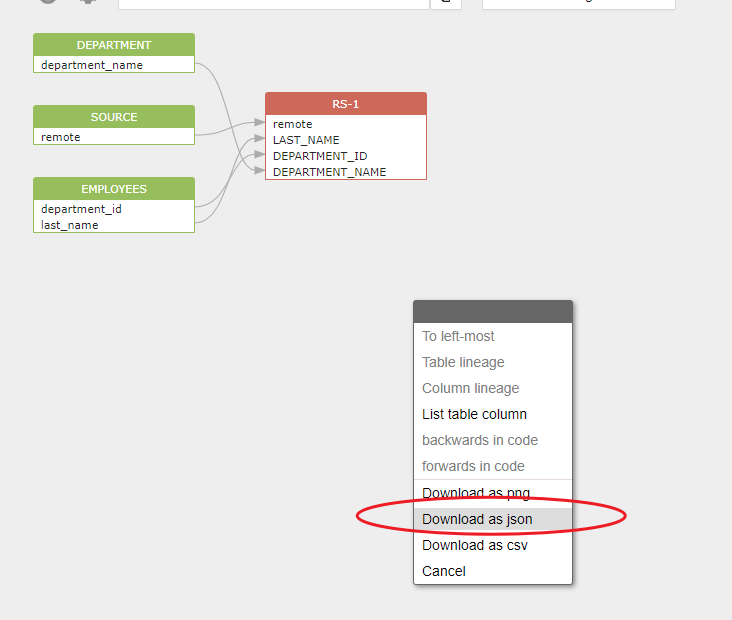 DEPARTMENT
department_name
SOURCE
remote
EMPLOYEES
department_id
last_name
RS-1
remote
LAST_NAME
DEPARTMENT_ID
DEPARTMENT_NAME
To left-most
Table lineage
Column lineage
List table column
backwards in code
forwards in code
Download as png
Download as json
Download as csv
Cancel